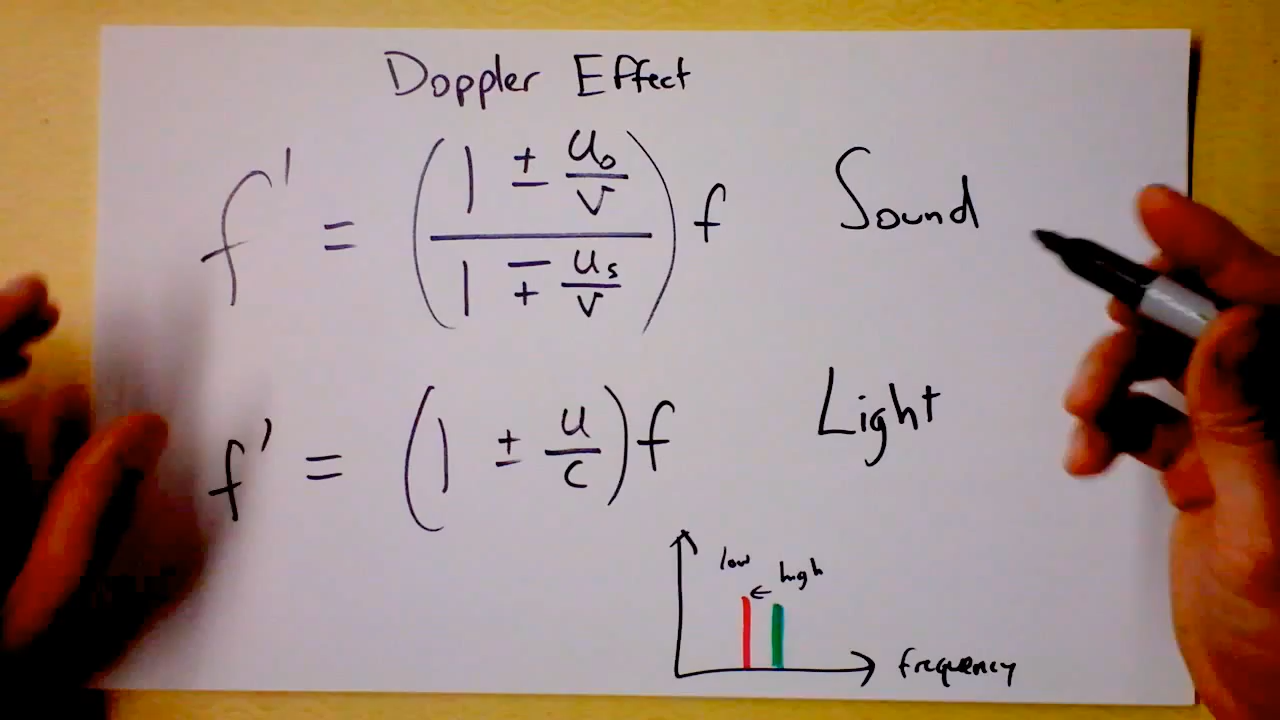 Doppler Effect
f' = ( (1 ± u₀/v) / (1 ∓ uₛ/v) ) f Sound
f' = (1 ± u/c) f Light
low ← high
frequency